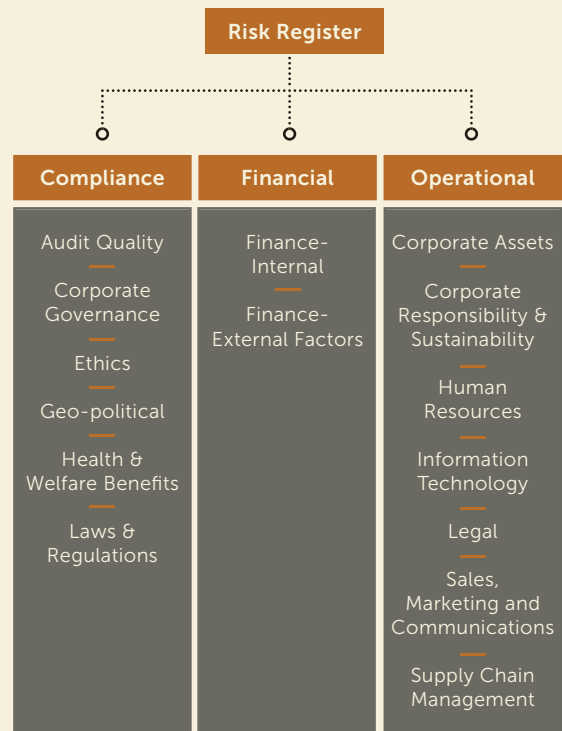 Risk Register
Compliance
Audit Quality
Corporate
Governance
Ethics
Geo-political
Health &
Welfare Benefits
Laws &
Regulations
Financial
Finance-
Internal
Finance-
External Factors
Operational
Corporate Assets
Corporate
Responsibility &
Sustainability
Human
Resources
Information
Technology
Legal
Sales,
Marketing and
Communications
Supply Chain
Management